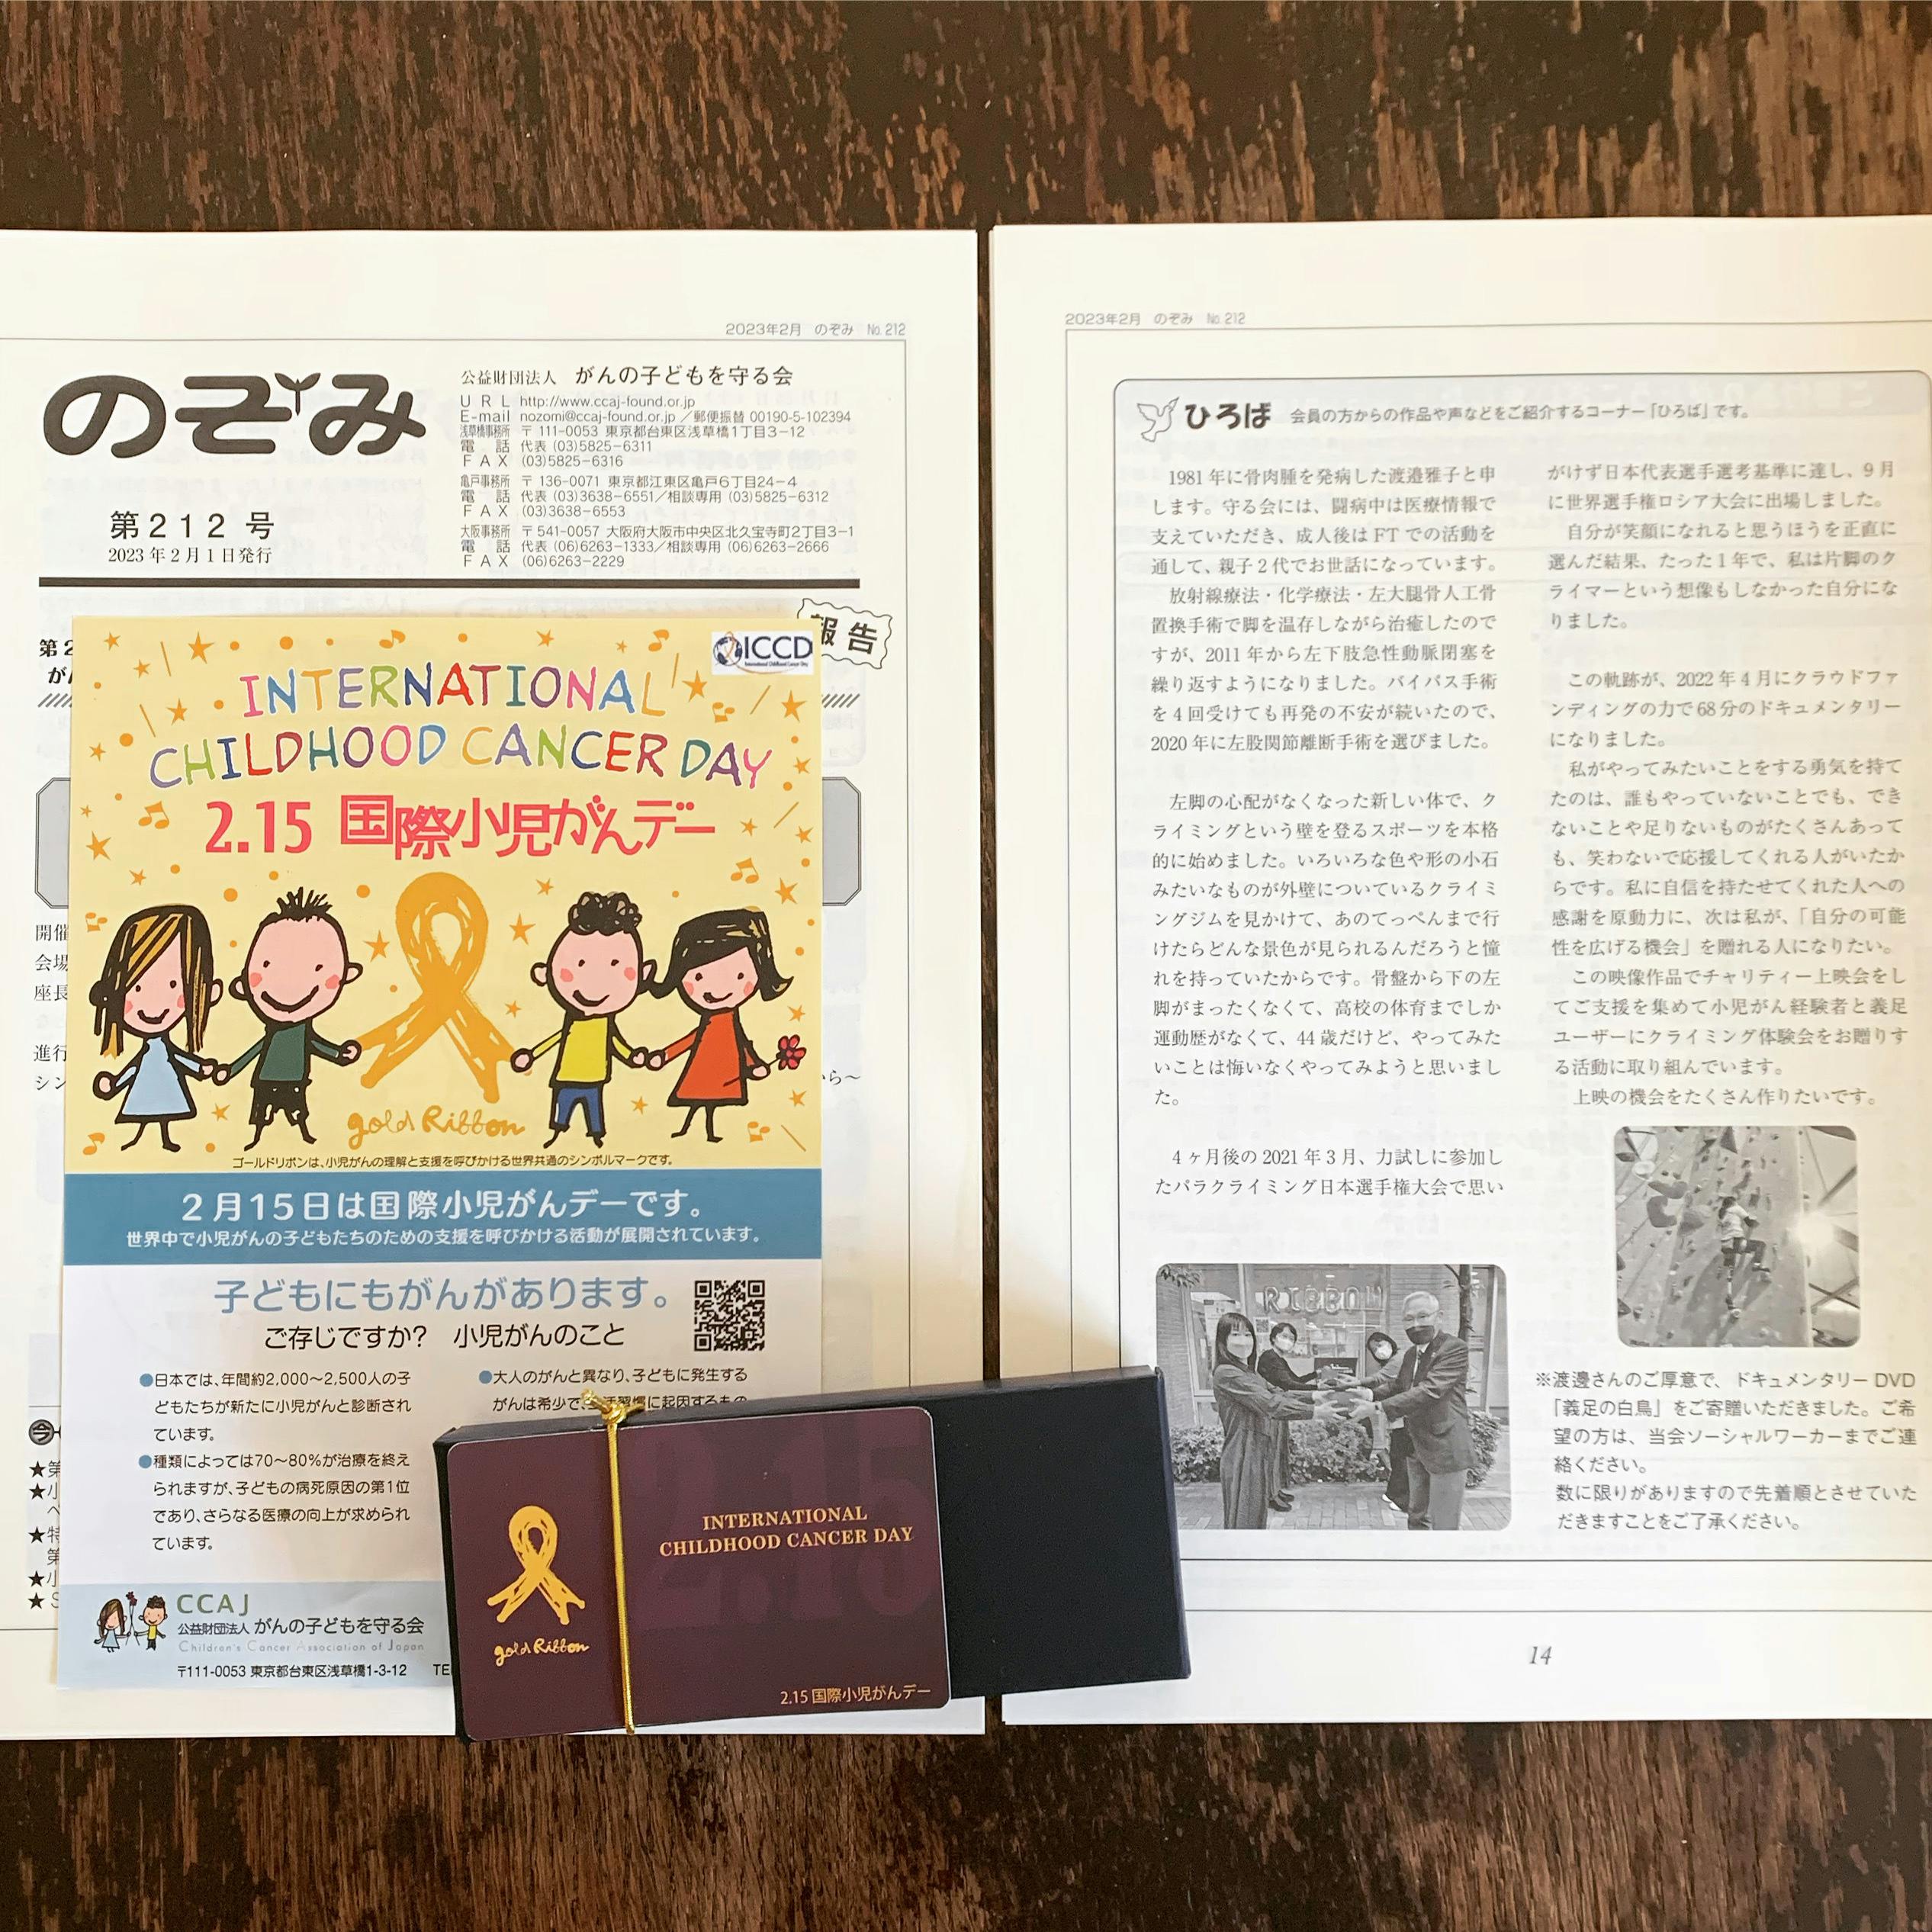 2023年2月 のぞみ No.212
のぞみ
第212号
2023年2月1日発行
公益財団法人 がんの子どもを守る会
URL http://www.ccaj-found.or.jp
E-mail nozomi@ccaj-found.or.jp／郵便振替 00190-5-102394
浅草橋事務所 〒111-0053 東京都台東区浅草橋1丁目3−12
電話 代表 (03)5825-6311
FAX (03)5825-6316
亀戸事務所 〒136-0071 東京都江東区亀戸6丁目24−4
電話 代表 (03)3638-6551／相談専用 (03)5825-6312
FAX (03)3638-6553
大阪事務所 〒541-0057 大阪府大阪市中央区北久宝寺町2丁目3−1
電話 代表 (06)6263-1333／相談専用 (06)6263-2666
FAX (06)6263-2229
報告
第2
が
開催
会場
座長
進行
シン
から〜
ICCD
International Childhood Cancer Day
INTERNATIONAL
CHILDHOOD CANCER DAY
2.15 国際小児がんデー
gold Ribbon
ゴールドリボンは、小児がんの理解と支援を呼びかける世界共通のシンボルマークです。
2月15日は国際小児がんデーです。
世界中で小児がんの子どもたちのための支援を呼びかける活動が展開されています。
子どもにもがんがあります。
ご存じですか? 小児がんのこと
●日本では、年間約2,000〜2,500人の子
どもたちが新たに小児がんと診断され
ています。
●種類によっては70〜80%が治療を終え
られますが、子どもの病死原因の第1位
であり、さらなる医療の向上が求められ
ています。
●大人のがんと異なり、子どもに発生する
がんは希少で、生活習慣に起因するもの
CCAJ
公益財団法人 がんの子どもを守る会
Children's Cancer Association of Japan
〒111-0053 東京都台東区浅草橋1-3-12 TE
gold Ribbon
INTERNATIONAL
CHILDHOOD CANCER DAY
2.15 国際小児がんデー
2023年2月 のぞみ No.212
ひろば 会員の方からの作品や声などをご紹介するコーナー「ひろば」です。
1981年に骨肉腫を発病した渡邉雅子と申
します。守る会には、闘病中は医療情報で
支えていただき、成人後はFTでの活動を
通して、親子2代でお世話になっています。
放射線療法・化学療法・左大腿骨人工骨
置換手術で脚を温存しながら治癒したので
すが、2011年から左下肢急性動脈閉塞を
繰り返すようになりました。バイパス手術
を4回受けても再発の不安が続いたので、
2020年に左股関節離断手術を選びました。
左脚の心配がなくなった新しい体で、ク
ライミングという壁を登るスポーツを本格
的に始めました。いろいろな色や形の小石
みたいなものが外壁についているクライミ
ングジムを見かけて、あのてっぺんまで行
けたらどんな景色が見られるんだろうと憧
れを持っていたからです。骨盤から下の左
脚がまったくなくて、高校の体育までしか
運動歴がなくて、44歳だけど、やってみた
いことは悔いなくやってみようと思いまし
た。
4ヶ月後の2021年3月、力試しに参加し
たパラクライミング日本選手権大会で思い
がけず日本代表選手選考基準に達し、9月
に世界選手権ロシア大会に出場しました。
自分が笑顔になれると思うほうを正直に
選んだ結果、たった1年で、私は片脚のク
ライマーという想像もしなかった自分にな
りました。
この軌跡が、2022年4月にクラウドファ
ンディングの力で68分のドキュメンタリー
になりました。
私がやってみたいことをする勇気を持て
たのは、誰もやっていないことでも、でき
ないことや足りないものがたくさんあって
も、笑わないで応援してくれる人がいたか
らです。私に自信を持たせてくれた人への
感謝を原動力に、次は私が、「自分の可能
性を広げる機会」を贈れる人になりたい。
この映像作品でチャリティー上映会をし
てご支援を集めて小児がん経験者と義足
ユーザーにクライミング体験会をお贈りす
る活動に取り組んでいます。
上映の機会をたくさん作りたいです。
RIBBON
※渡邊さんのご厚意で、ドキュメンタリーDVD
「義足の白鳥」をご寄贈いただきました。ご希
望の方は、当会ソーシャルワーカーまでご連
絡ください。
数に限りがありますので先着順とさせていた
だきますことをご了承ください。
14